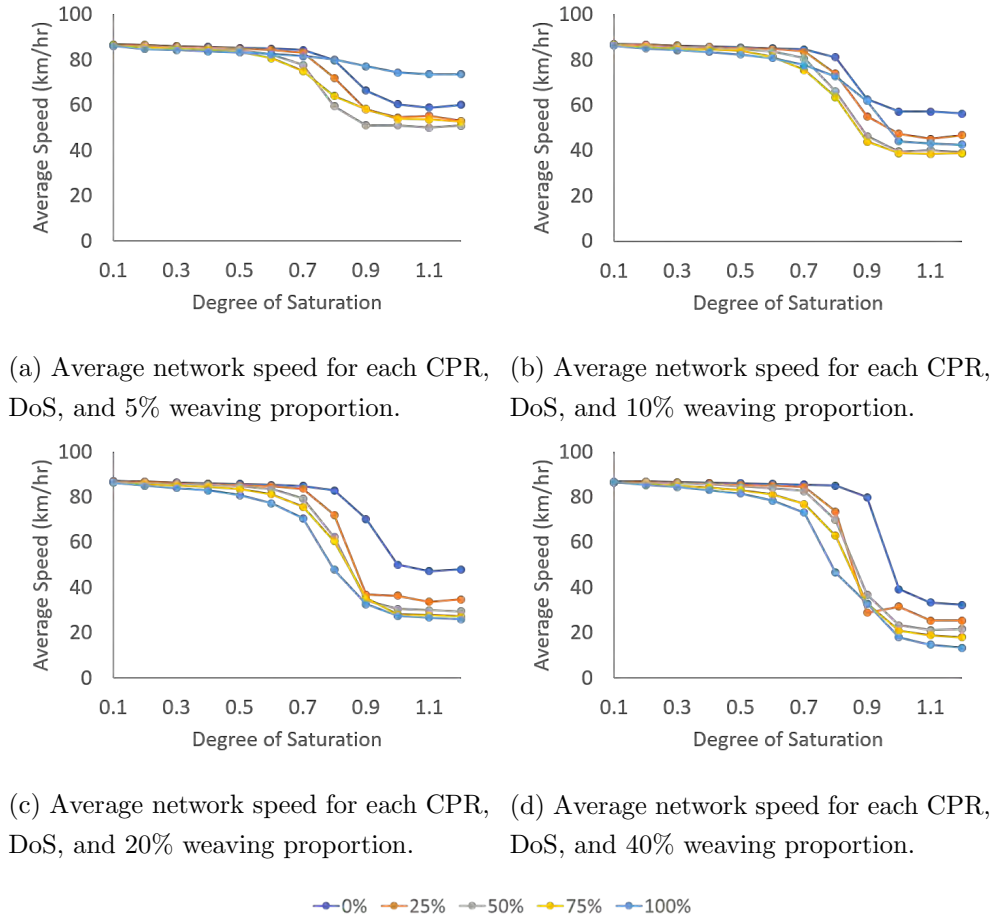 100
80
60
40
20
0
Average Speed (km/hr)
0.1 0.3 0.5 0.7 0.9 1.1
Degree of Saturation
(a) Average network speed for each CPR,
DoS, and 5% weaving proportion.
100
80
60
40
20
0
Average Speed (km/hr)
0.1 0.3 0.5 0.7 0.9 1.1
Degree of Saturation
(b) Average network speed for each CPR,
DoS, and 10% weaving proportion.
100
80
60
40
20
0
Average Speed (km/hr)
0.1 0.3 0.5 0.7 0.9 1.1
Degree of Saturation
(c) Average network speed for each CPR,
DoS, and 20% weaving proportion.
100
80
60
40
20
0
Average Speed (km/hr)
0.1 0.3 0.5 0.7 0.9 1.1
Degree of Saturation
(d) Average network speed for each CPR,
DoS, and 40% weaving proportion.
0% 25% 50% 75% 100%